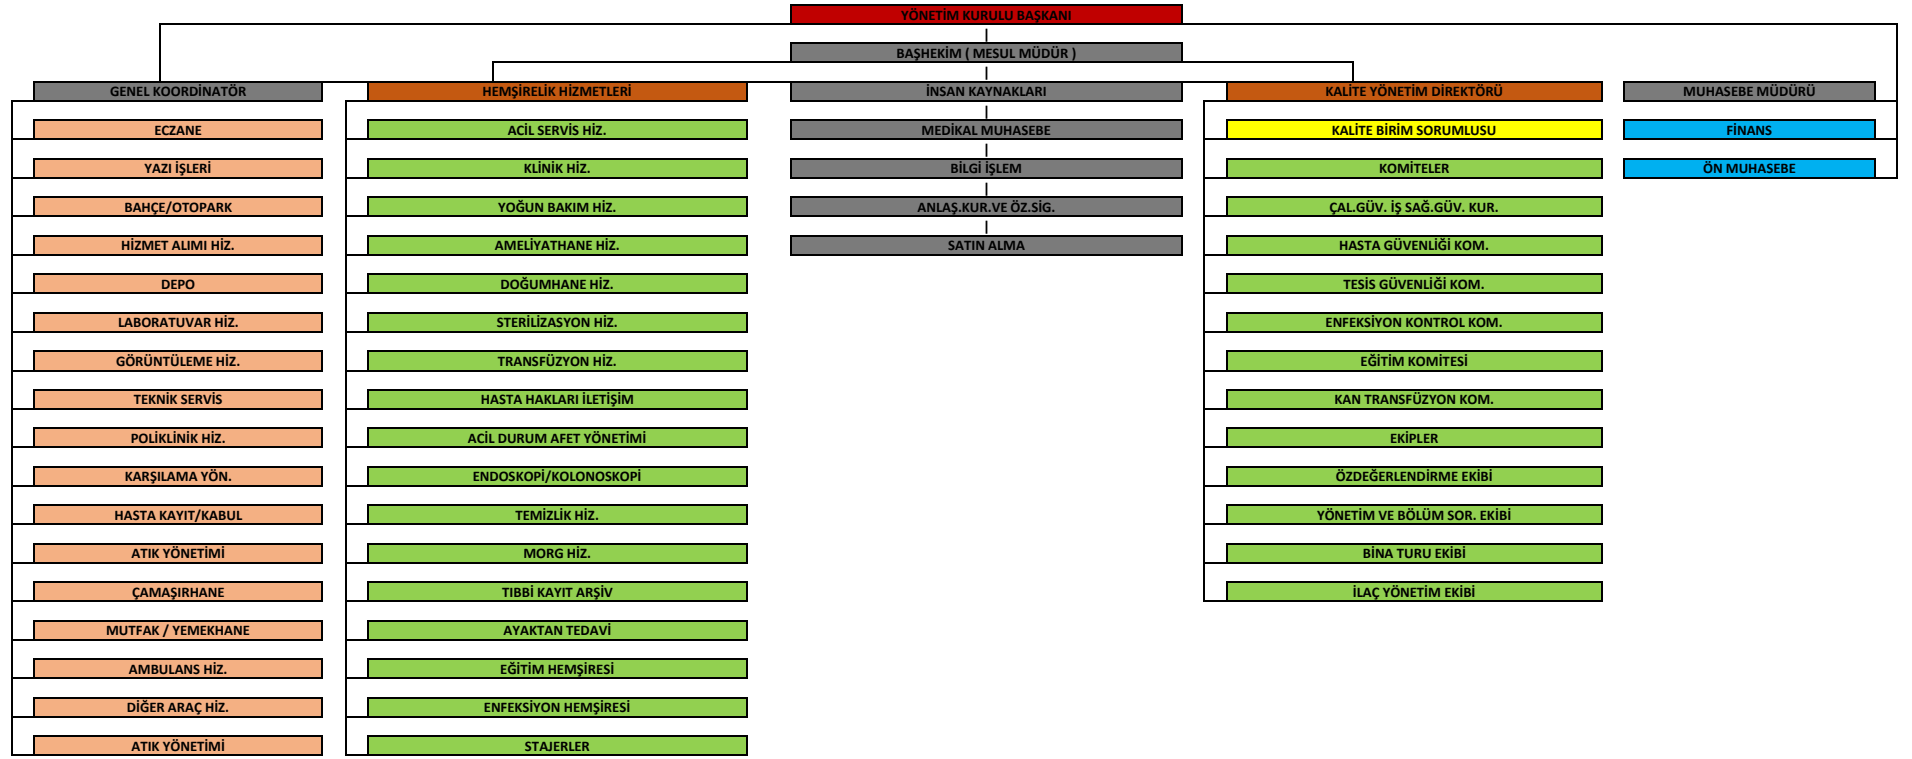 YÖNETİM KURULU BAŞKANI
BAŞHEKİM ( MESUL MÜDÜR )
GENEL KOORDİNATÖR
ECZANE
YAZI İŞLERİ
BAHÇE/OTOPARK
HİZMET ALIMI HİZ.
DEPO
LABORATUVAR HİZ.
GÖRÜNTÜLEME HİZ.
TEKNİK SERVİS
POLİKLİNİK HİZ.
KARŞILAMA YÖN.
HASTA KAYIT/KABUL
ATIK YÖNETİMİ
ÇAMAŞIRHANE
MUTFAK / YEMEKHANE
AMBULANS HİZ.
DİĞER ARAÇ HİZ.
ATIK YÖNETİMİ
HEMŞİRELİK HİZMETLERİ
ACİL SERVİS HİZ.
KLİNİK HİZ.
YOĞUN BAKIM HİZ.
AMELİYATHANE HİZ.
DOĞUMHANE HİZ.
STERİLİZASYON HİZ.
TRANSFÜZYON HİZ.
HASTA HAKLARI İLETİŞİM
ACİL DURUM AFET YÖNETİMİ
ENDOSKOPİ/KOLONOSKOPİ
TEMİZLİK HİZ.
MORG HİZ.
TIBBİ KAYIT ARŞİV
AYAKTAN TEDAVİ
EĞİTİM HEMŞİRESİ
ENFEKSİYON HEMŞİRESİ
STAJERLER
İNSAN KAYNAKLARI
MEDİKAL MUHASEBE
BİLGİ İŞLEM
ANLAŞ.KUR.VE ÖZ.SİG.
SATIN ALMA
KALİTE YÖNETİM DİREKTÖRÜ
KALİTE BİRİM SORUMLUSU
KOMİTELER
ÇAL.GÜV. İŞ SAĞ.GÜV. KUR.
HASTA GÜVENLİĞİ KOM.
TESİS GÜVENLİĞİ KOM.
ENFEKSİYON KONTROL KOM.
EĞİTİM KOMİTESİ
KAN TRANSFÜZYON KOM.
EKİPLER
ÖZDEĞERLENDİRME EKİBİ
YÖNETİM VE BÖLÜM SOR. EKİBİ
BİNA TURU EKİBİ
İLAÇ YÖNETİM EKİBİ
MUHASEBE MÜDÜRÜ
FİNANS
ÖN MUHASEBE